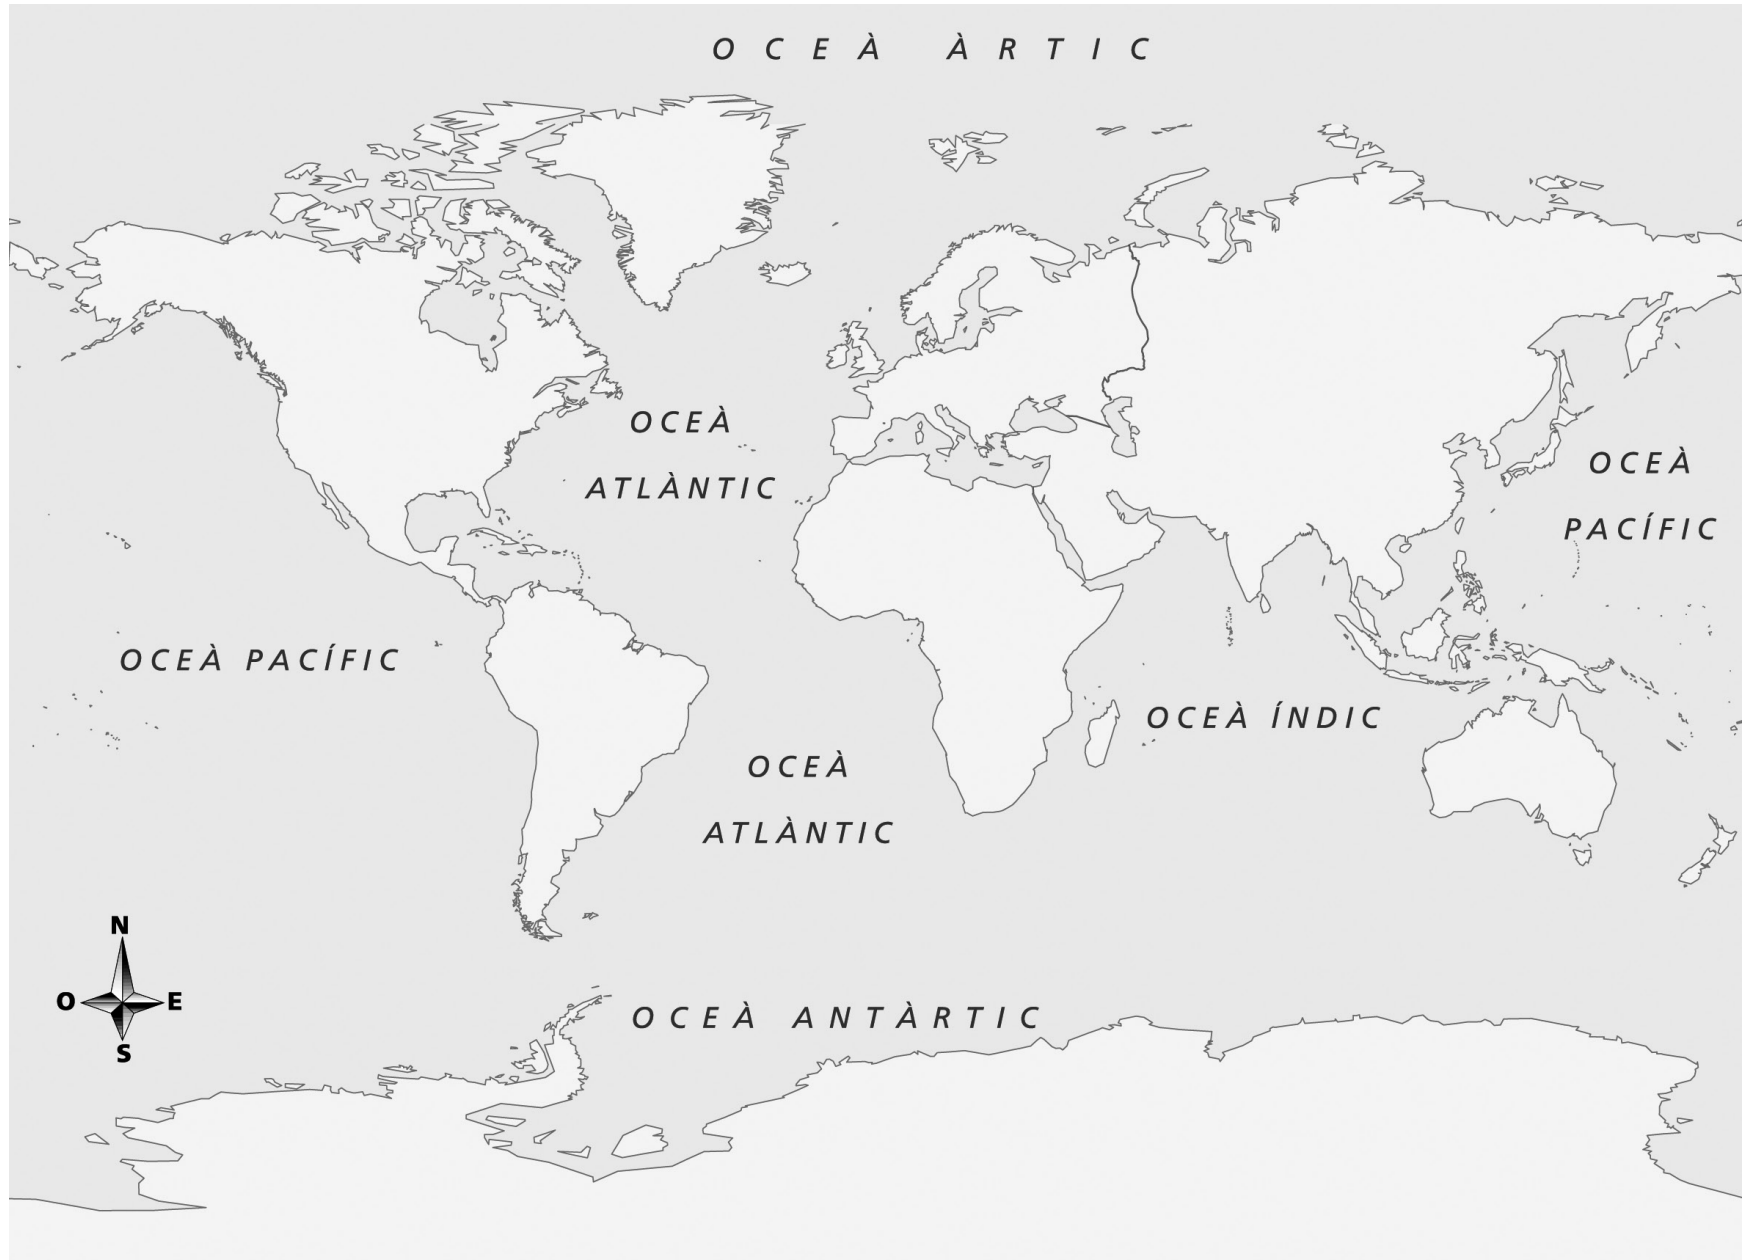 OCEÀ ÀRTIC
OCEÀ
ATLÀNTIC
OCEÀ
PACÍFIC
OCEÀ PACÍFIC
OCEÀ ÍNDIC
OCEÀ
ATLÀNTIC
N
O E
S
OCEÀ ANTÀRTIC